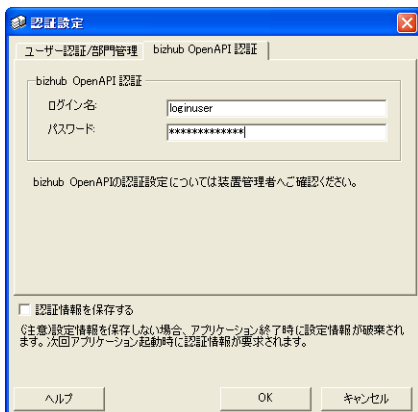 認証設定
ユーザー認証/部門管理 bizhub OpenAPI 認証
bizhub OpenAPI 認証
ログイン名: loginuser
パスワード: *************
bizhub OpenAPIの認証設定については装置管理者へご確認ください。
認証情報を保存する
(注意)設定情報を保存しない場合、アプリケーション終了時に設定情報が破棄され
ます。次回アプリケーション起動時に認証情報が要求されます。
ヘルプ OK キャンセル